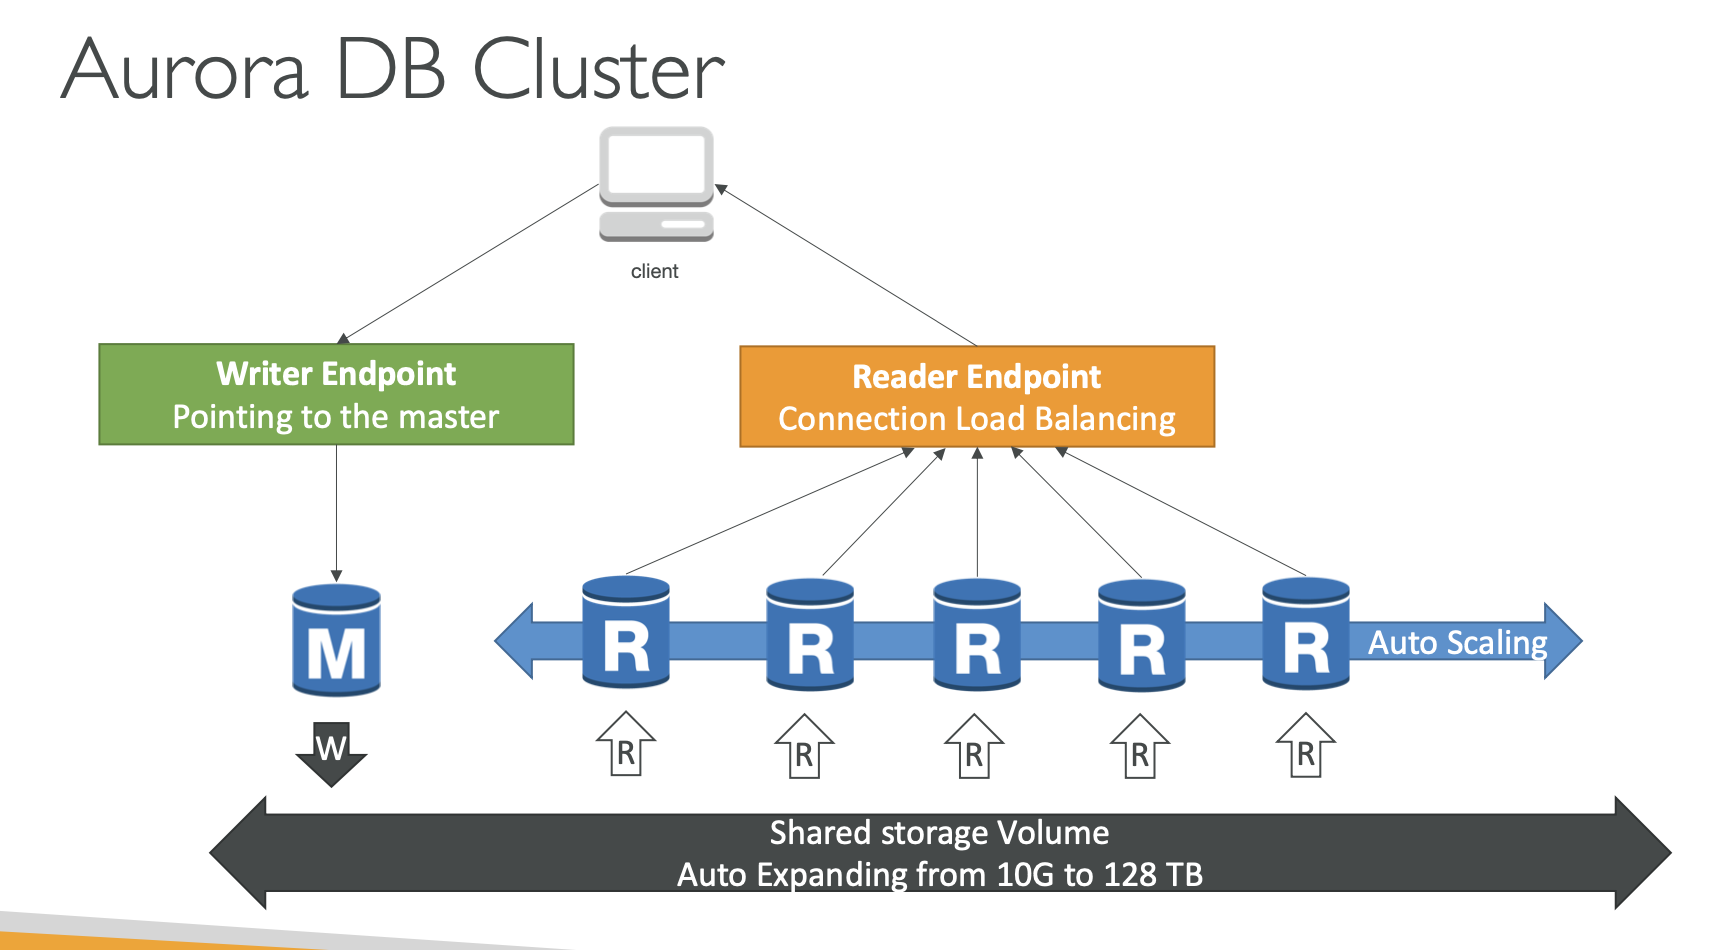 Aurora DB Cluster
client
Writer Endpoint
Pointing to the master
Reader Endpoint
Connection Load Balancing
M
R
R
R
R
R
Auto Scaling
W
R
R
R
R
R
Shared storage Volume
Auto Expanding from 10G to 128 TB